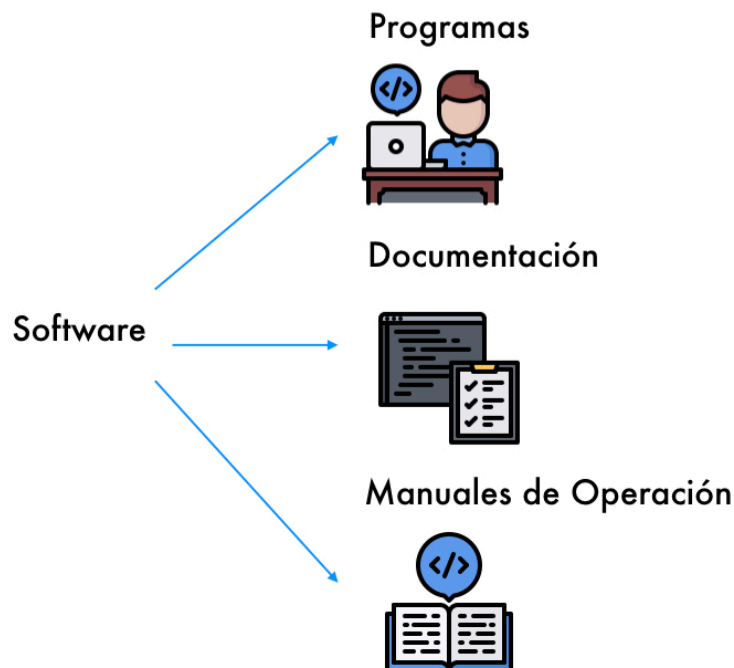 Programas
</>
Documentación
Software
Manuales de Operación
</>